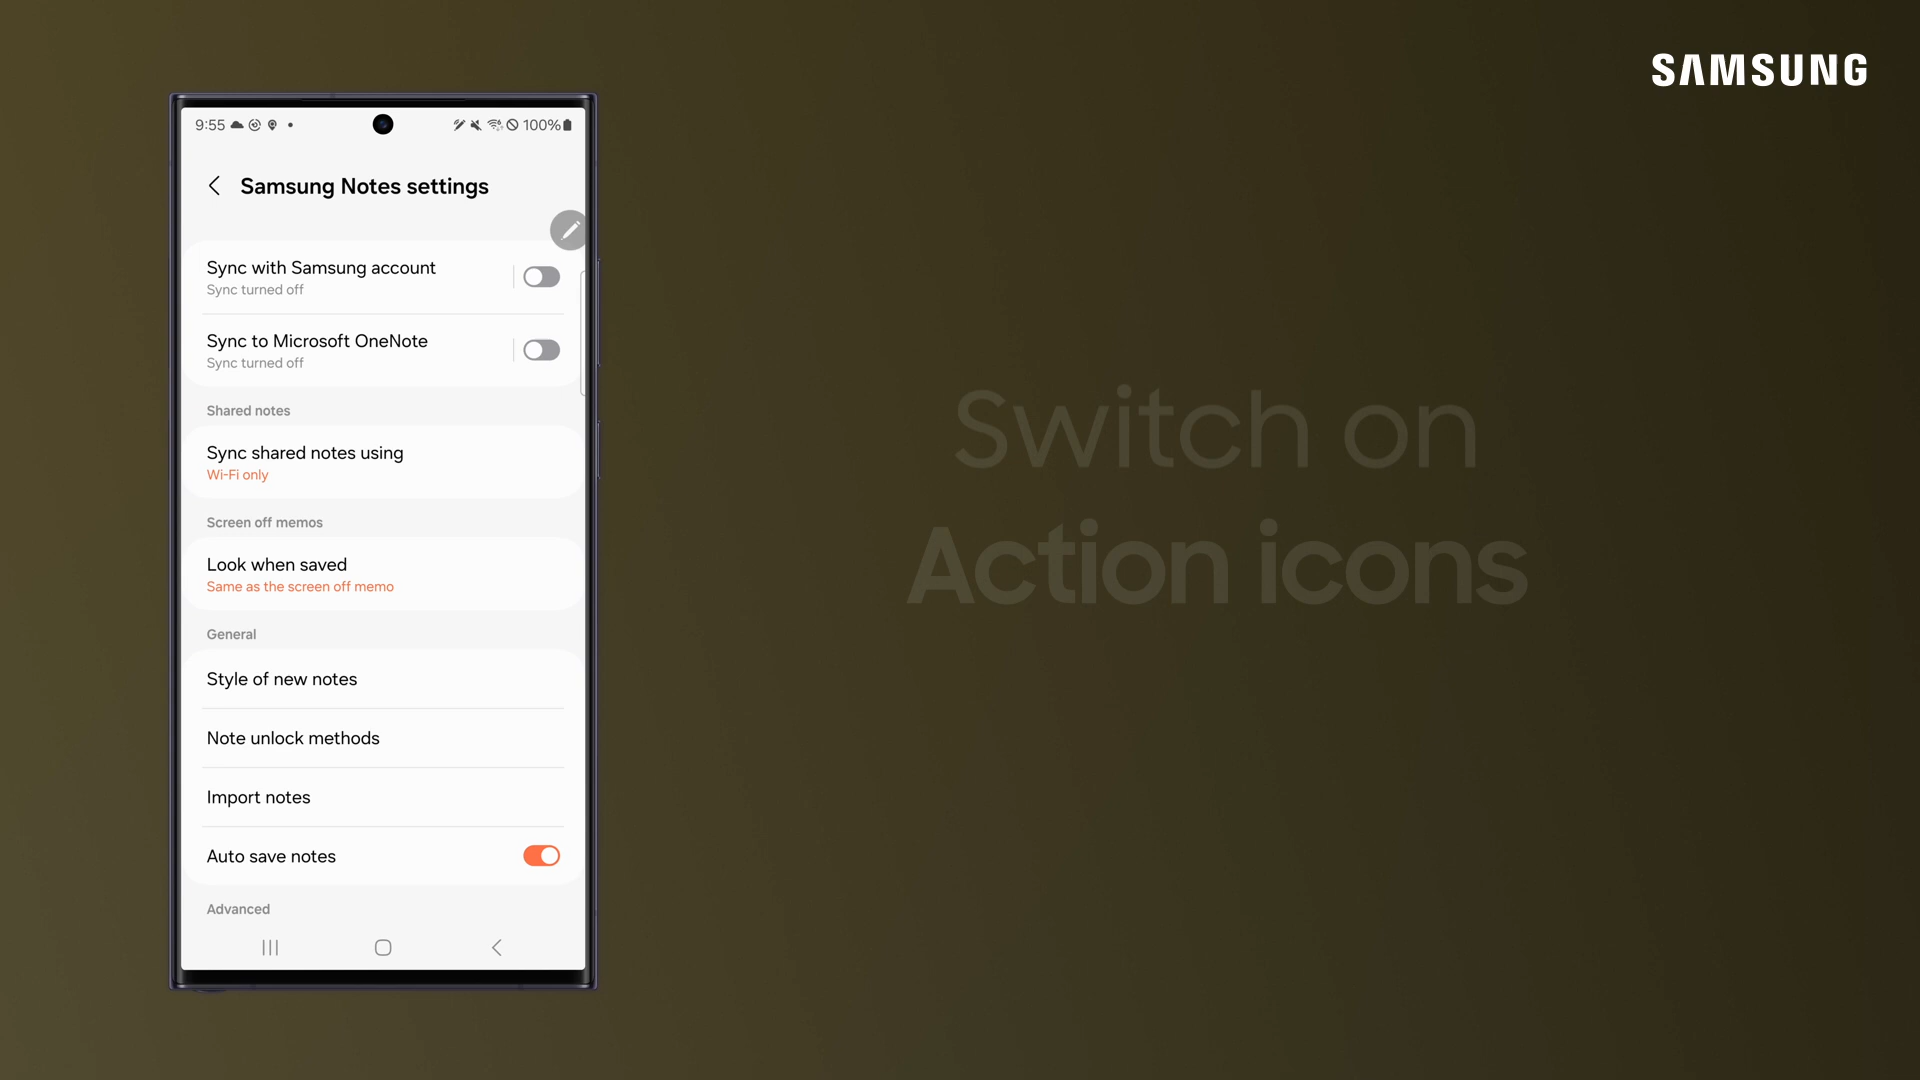 SAMSUNG
9:55
100%
Samsung Notes settings
Sync with Samsung account
Sync turned off
Sync to Microsoft OneNote
Sync turned off
Shared notes
Sync shared notes using
Wi-Fi only
Screen off memos
Look when saved
Same as the screen off memo
General
Style of new notes
Note unlock methods
Import notes
Auto save notes
Advanced
Switch on
Action icons